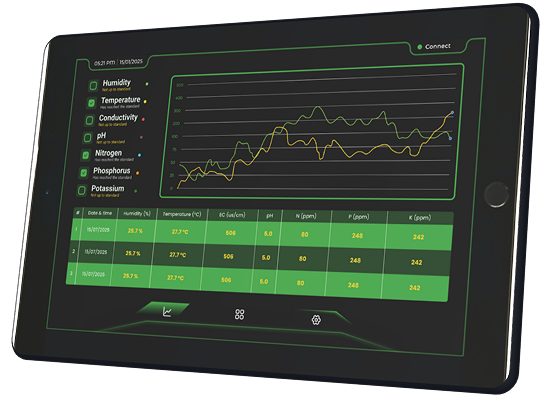 05:21 PM 15/01/2025
Connect
Humidity
Not up to standard
Temperature
Has reached the standard
Conductivity
Not up to standard
pH
Not up to standard
Nitrogen
Has reached the standard
Phosphorus
Has reached the standard
Potassium
Not up to standard
# Date & time Humidity (%) Temperature (°C) EC (us/cm) pH N (ppm) P (ppm) K (ppm)
1 15/07/2025 25.7 % 27.7 °C 506 5.0 80 248 242
2 15/07/2025 25.7 % 27.7 °C 506 5.0 80 248 242
3 15/07/2025 25.7 % 27.7 °C 506 5.0 80 248 242